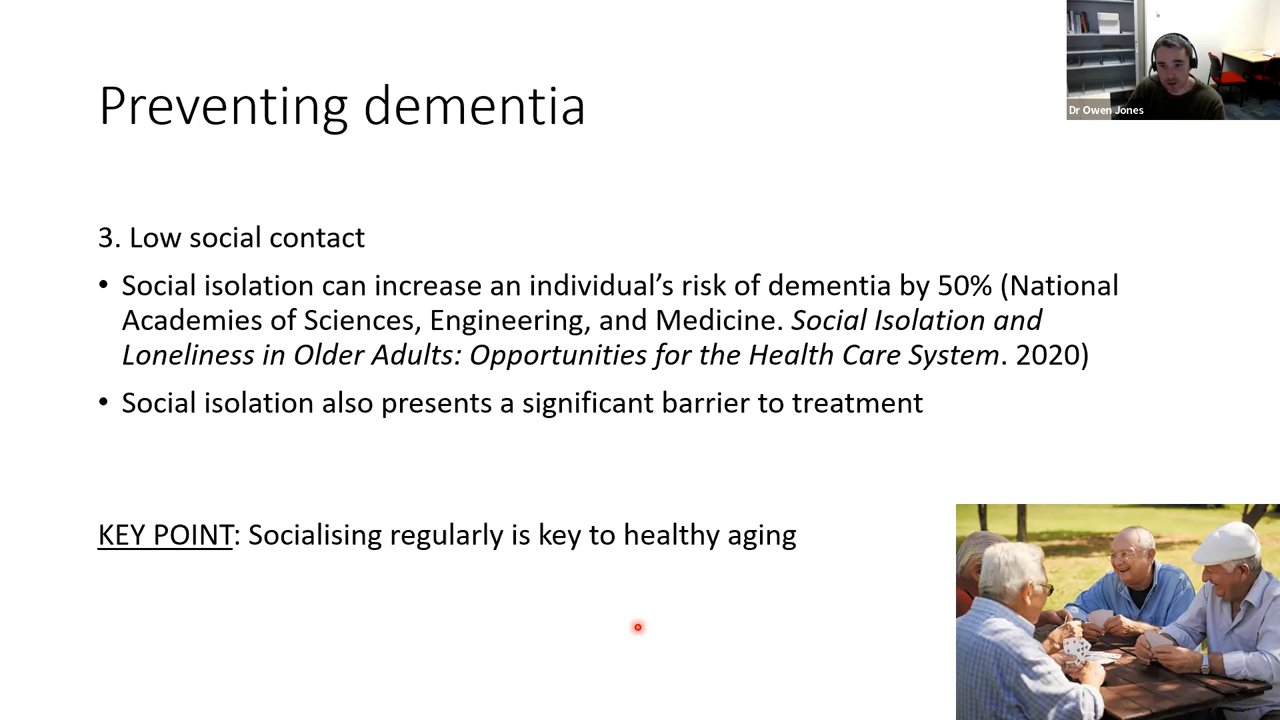 Preventing dementia
Dr Owen Jones
3. Low social contact
• Social isolation can increase an individual’s risk of dementia by 50% (National
Academies of Sciences, Engineering, and Medicine. Social Isolation and
Loneliness in Older Adults: Opportunities for the Health Care System. 2020)
• Social isolation also presents a significant barrier to treatment
KEY POINT: Socialising regularly is key to healthy aging